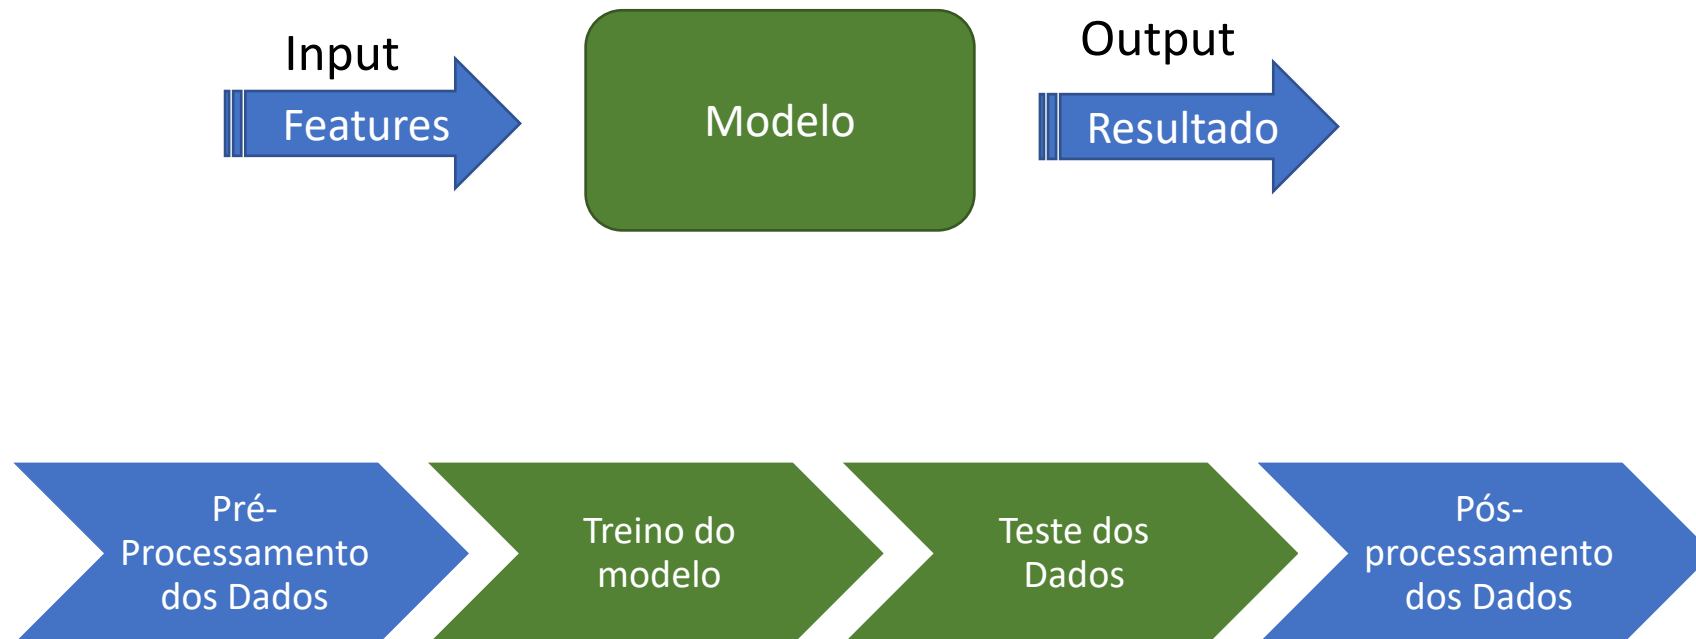 Input
Features
Modelo
Output
Resultado
Pré-
Processamento
dos Dados
Treino do
modelo
Teste dos
Dados
Pós-
processamento
dos Dados